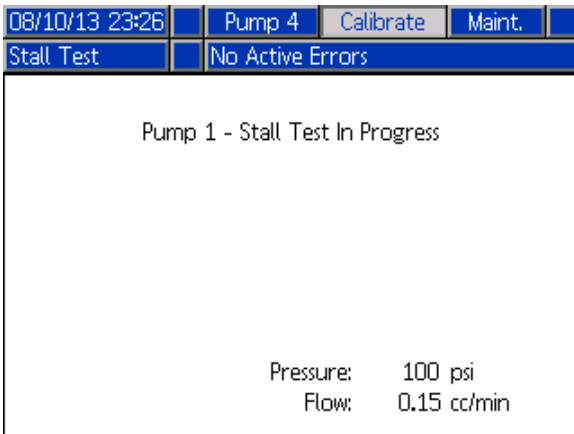 08/10/13 23:26 Pump 4 Calibrate Maint.
Stall Test No Active Errors
Pump 1 - Stall Test In Progress
Pressure: 100 psi
Flow: 0.15 cc/min